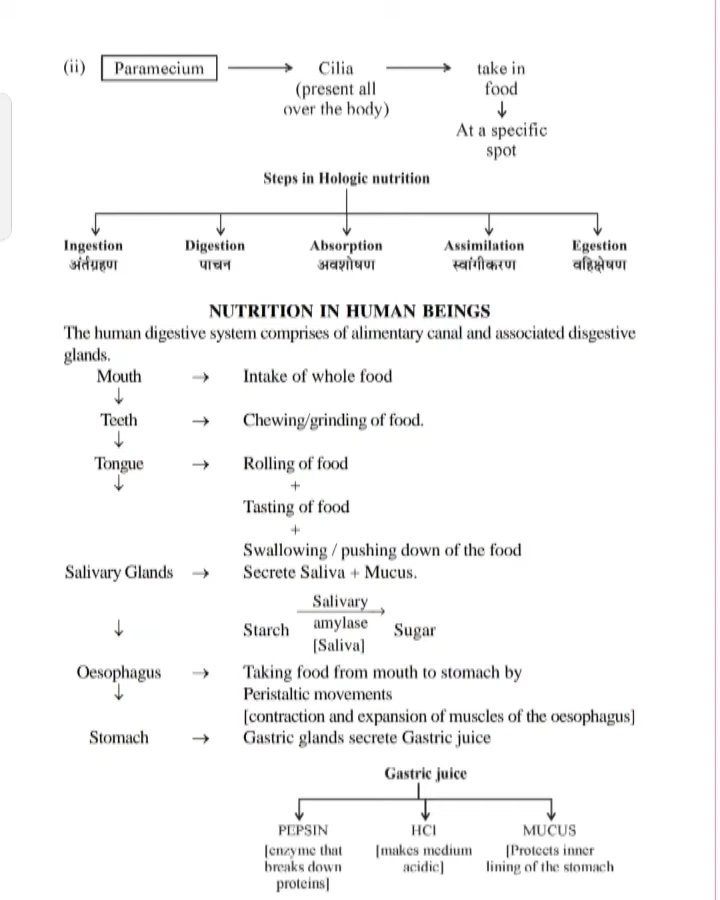 (ii) Paramecium → Cilia → take in
(present all food
over the body) ↓
At a specific
spot
Steps in Hologic nutrition
Ingestion Digestion Absorption Assimilation Egestion
अंर्तग्रहण पाचन अवशोषण स्वांगीकरण वहिक्षेषण
NUTRITION IN HUMAN BEINGS
The human digestive system comprises of alimentary canal and associated disgestive
glands.
Mouth → Intake of whole food
↓
Teeth → Chewing/grinding of food.
↓
Tongue → Rolling of food
↓ +
Tasting of food
+
Swallowing / pushing down of the food
Salivary Glands → Secrete Saliva + Mucus.
Salivary
↓ Starch amylase → Sugar
[Saliva]
Oesophagus → Taking food from mouth to stomach by
↓ Peristaltic movements
[contraction and expansion of muscles of the oesophagus]
Stomach → Gastric glands secrete Gastric juice
Gastric juice
PEPSIN HCl MUCUS
[enzyme that [makes medium [Protects inner
breaks down acidic] lining of the stomach
proteins]